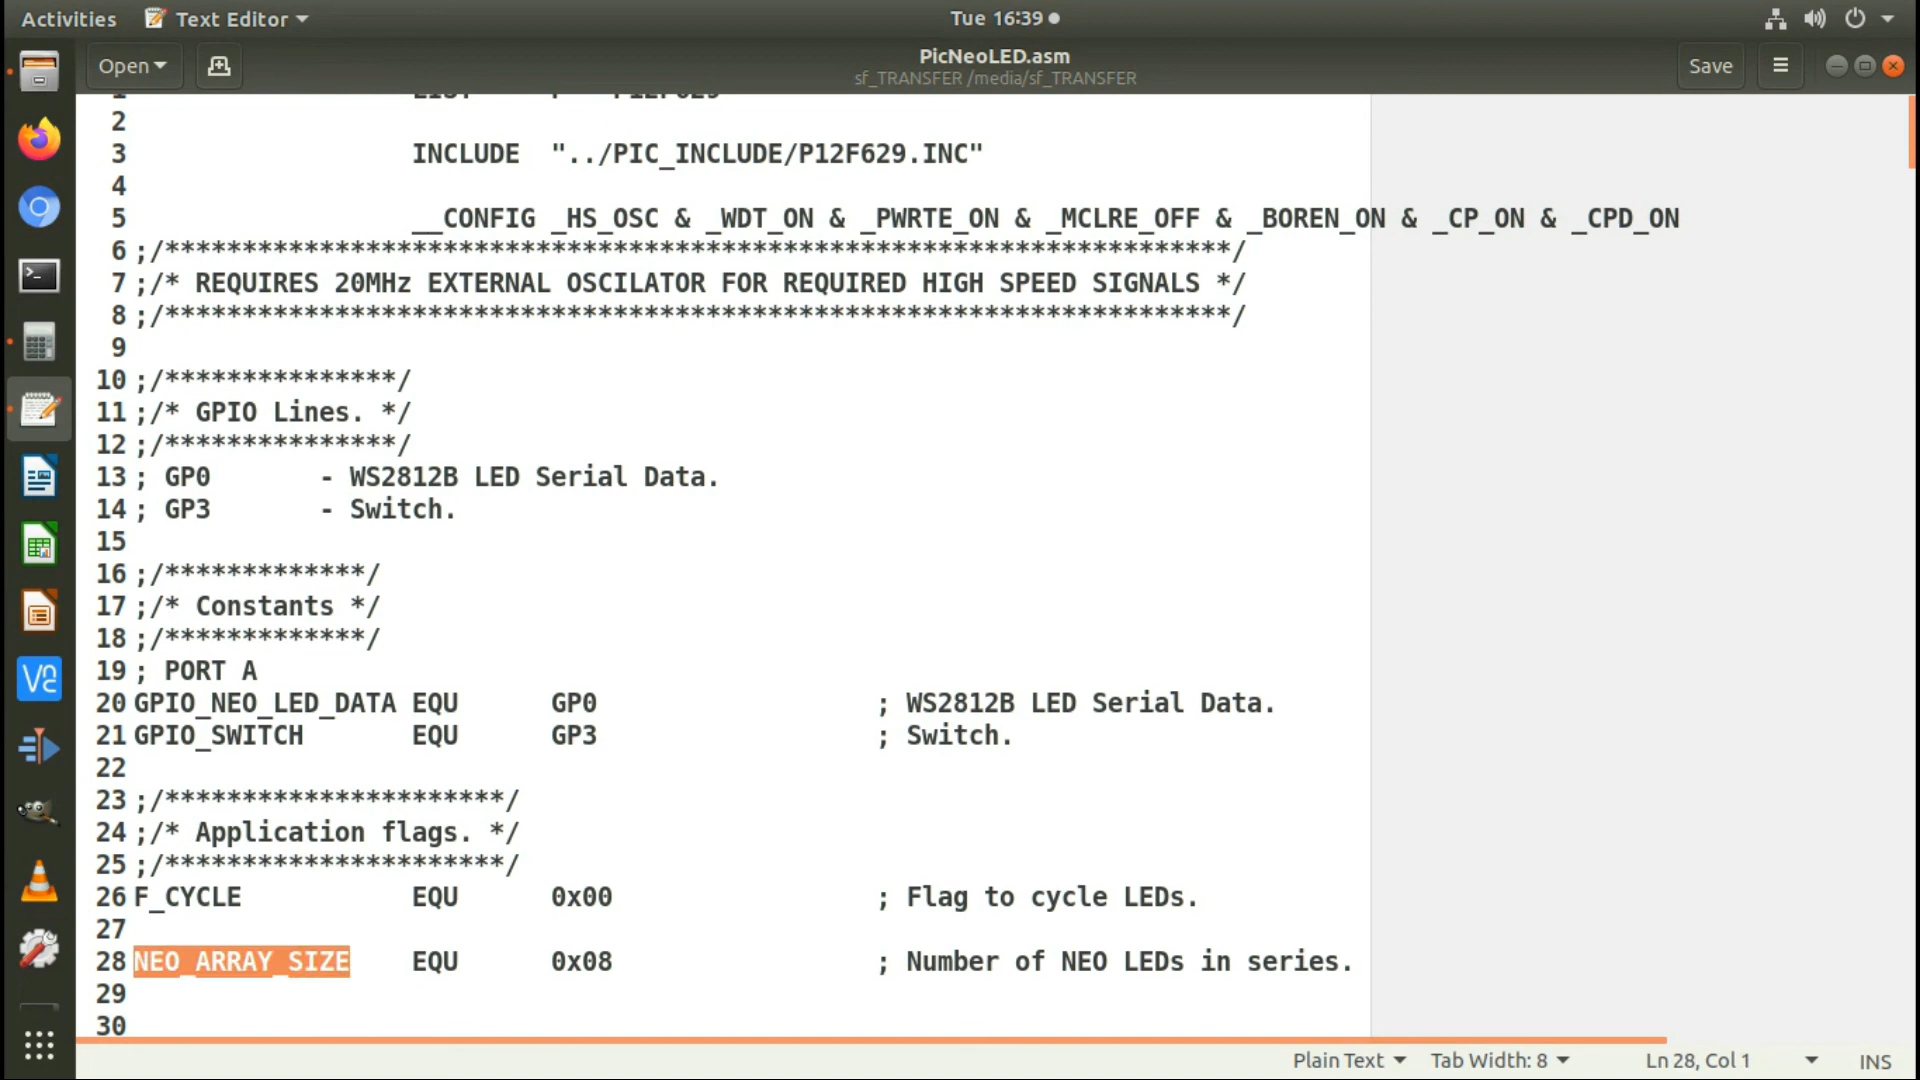 Activities Text Editor Tue 16:39
Open PicNeoLED.asm Save
sf_TRANSFER /media/sf_TRANSFER
2
3 INCLUDE "../PIC_INCLUDE/P12F629.INC"
4
5 __CONFIG _HS_OSC & _WDT_ON & _PWRTE_ON & _MCLRE_OFF & _BOREN_ON & _CP_ON & _CPD_ON
6 ;/*********************************************************************/
7 ;/* REQUIRES 20MHz EXTERNAL OSCILATOR FOR REQUIRED HIGH SPEED SIGNALS */
8 ;/*********************************************************************/
9
10 ;/***************/
11 ;/* GPIO Lines. */
12 ;/***************/
13 ; GP0 - WS2812B LED Serial Data.
14 ; GP3 - Switch.
15
16 ;/*************/
17 ;/* Constants */
18 ;/*************/
19 ; PORT A
20 GPIO_NEO_LED_DATA EQU GP0 ; WS2812B LED Serial Data.
21 GPIO_SWITCH EQU GP3 ; Switch.
22
23 ;/**********************/
24 ;/* Application flags. */
25 ;/**********************/
26 F_CYCLE EQU 0x00 ; Flag to cycle LEDs.
27
28 NEO_ARRAY_SIZE EQU 0x08 ; Number of NEO LEDs in series.
29
30
Plain Text Tab Width: 8 Ln 28, Col 1 INS